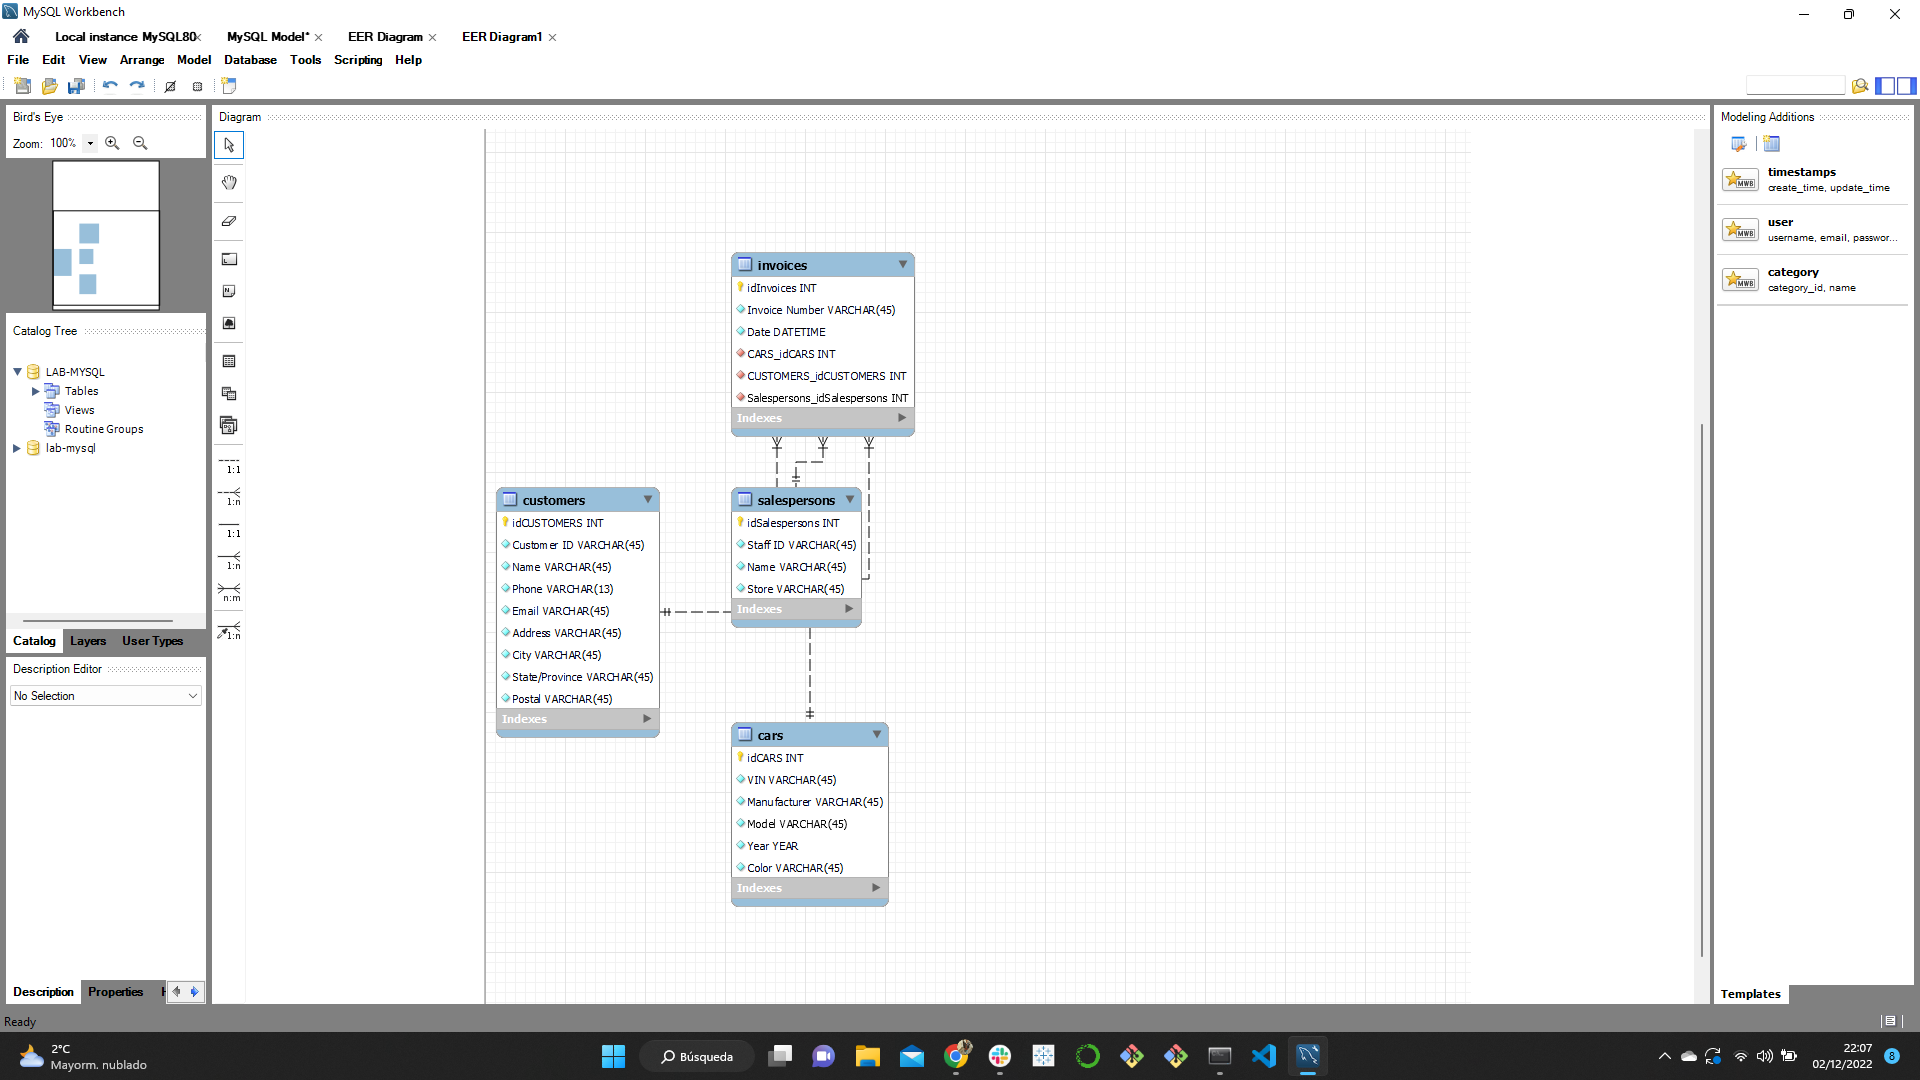 MySQL Workbench
Local instance MySQL80
MySQL Model*
EER Diagram
EER Diagram1
File Edit View Arrange Model Database Tools Scripting Help
Bird's Eye
Zoom: 100%
Catalog Tree
LAB-MYSQL
Tables
Views
Routine Groups
lab-mysql
Catalog Layers User Types
Description Editor
No Selection
Description Properties H
Ready
Diagram
1:1
1:n
1:1
1:n
n:m
1:n
invoices
idInvoices INT
Invoice Number VARCHAR(45)
Date DATETIME
CARS_idCARS INT
CUSTOMERS_idCUSTOMERS INT
Salespersons_idSalespersons INT
Indexes
customers
idCUSTOMERS INT
Customer ID VARCHAR(45)
Name VARCHAR(45)
Phone VARCHAR(13)
Email VARCHAR(45)
Address VARCHAR(45)
City VARCHAR(45)
State/Province VARCHAR(45)
Postal VARCHAR(45)
Indexes
salespersons
idSalespersons INT
Staff ID VARCHAR(45)
Name VARCHAR(45)
Store VARCHAR(45)
Indexes
cars
idCARS INT
VIN VARCHAR(45)
Manufacturer VARCHAR(45)
Model VARCHAR(45)
Year YEAR
Color VARCHAR(45)
Indexes
Modeling Additions
timestamps
create_time, update_time
user
username, email, passwor...
category
category_id, name
MWB
MWB
MWB
Templates
2°C
Mayorm. nublado
Búsqueda
22:07
02/12/2022
8